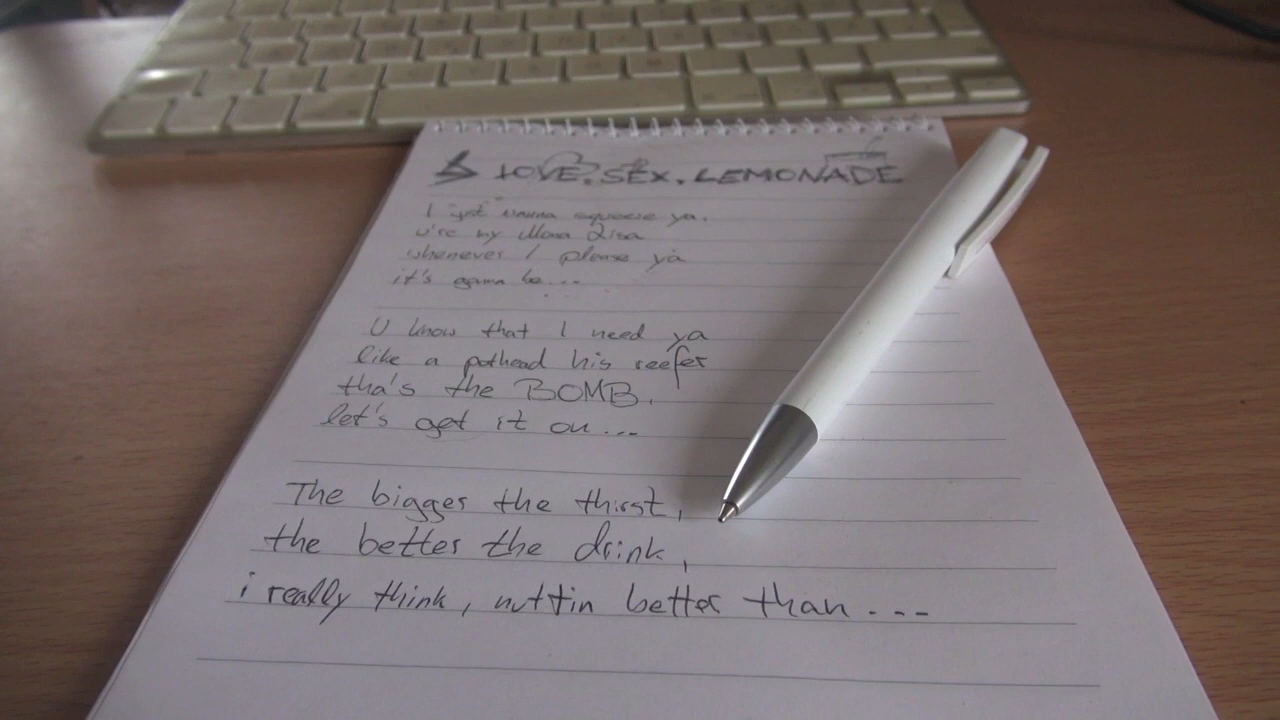 LOVE. SEX. LEMONADE
I just wanna squeeze ya.
u're my Mona Lisa
whenever I please ya
it's gonna be...
U know that I need ya
like a pothead his reefer
tha's the BOMB.
let's get it on...
The bigger the thirst,
the better the drink,
i really think, nuttin better than...